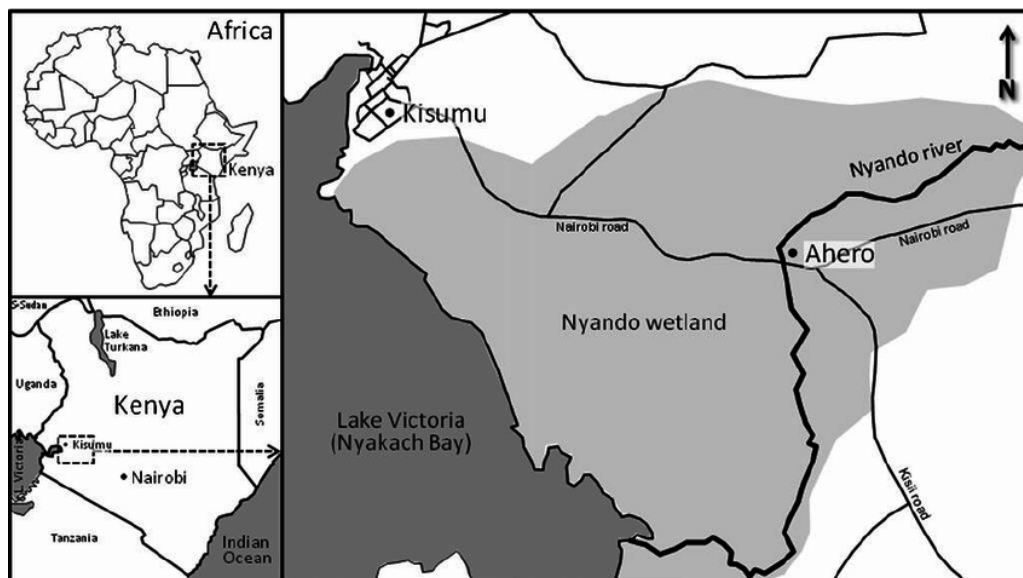 Africa
Kenya
S-Sudan
Ethiopia
Lake
Turkana
Uganda
Kenya
Somalia
Kisumu
L. Victoria
Nairobi
Tanzania
Indian
Ocean
N
Kisumu
Nyando river
Nairobi road
Nairobi road
Ahero
Nyando wetland
Lake Victoria
(Nyakach Bay)
Kisii road